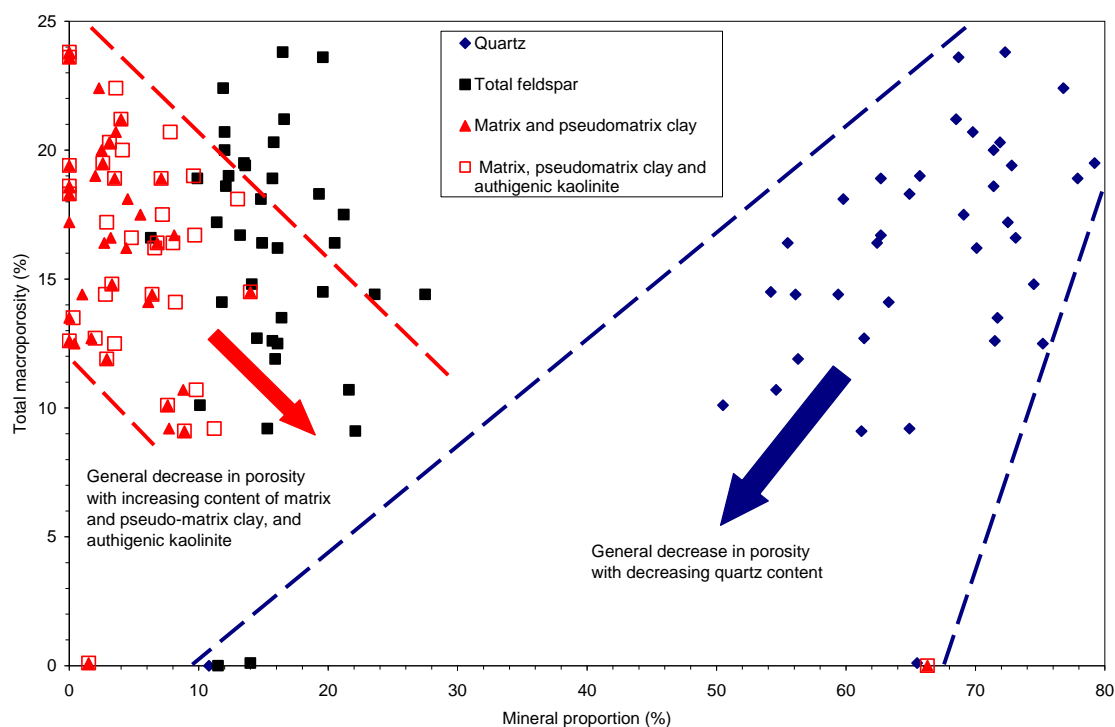 25
20
15
10
5
0
Total macroporosity (%)
Quartz
Total feldspar
Matrix and pseudomatrix clay
Matrix, pseudomatrix clay and
authigenic kaolinite
General decrease in porosity
with increasing content of matrix
and pseudo-matrix clay, and
authigenic kaolinite
General decrease in porosity
with decreasing quartz content
0 10 20 30 40 50 60 70 80
Mineral proportion (%)